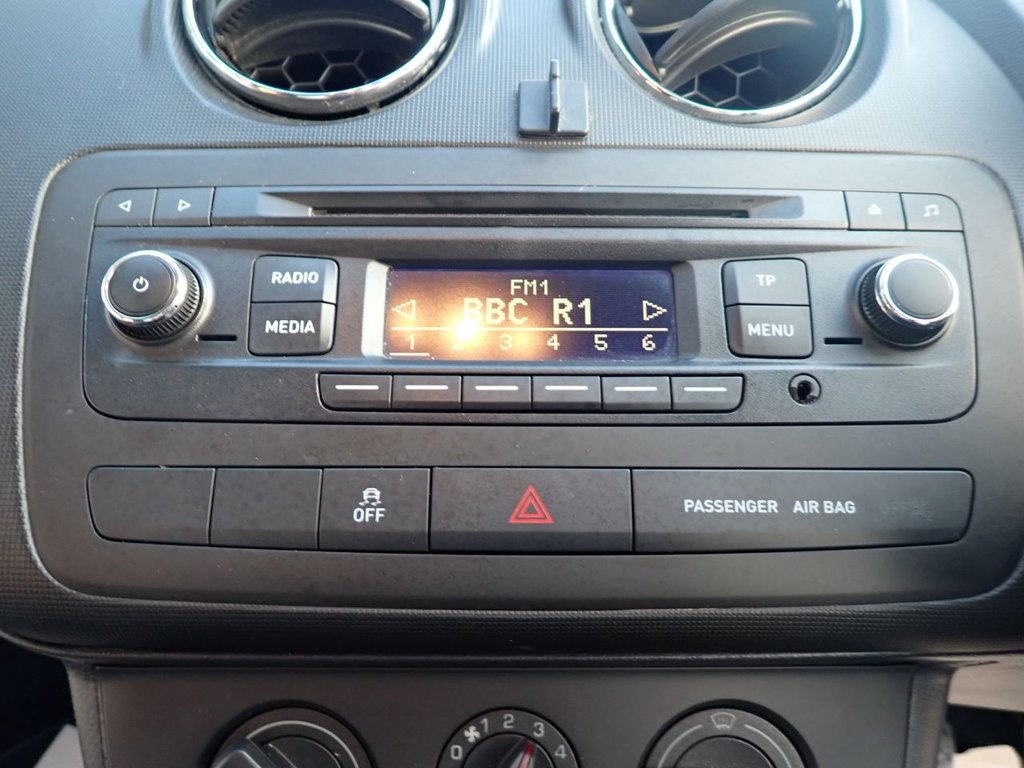 RADIO
MEDIA
FM1
BBC R1
1 2 3 4 5 6
TP
MENU
OFF
PASSENGER AIR BAG
0 1 2 3 4